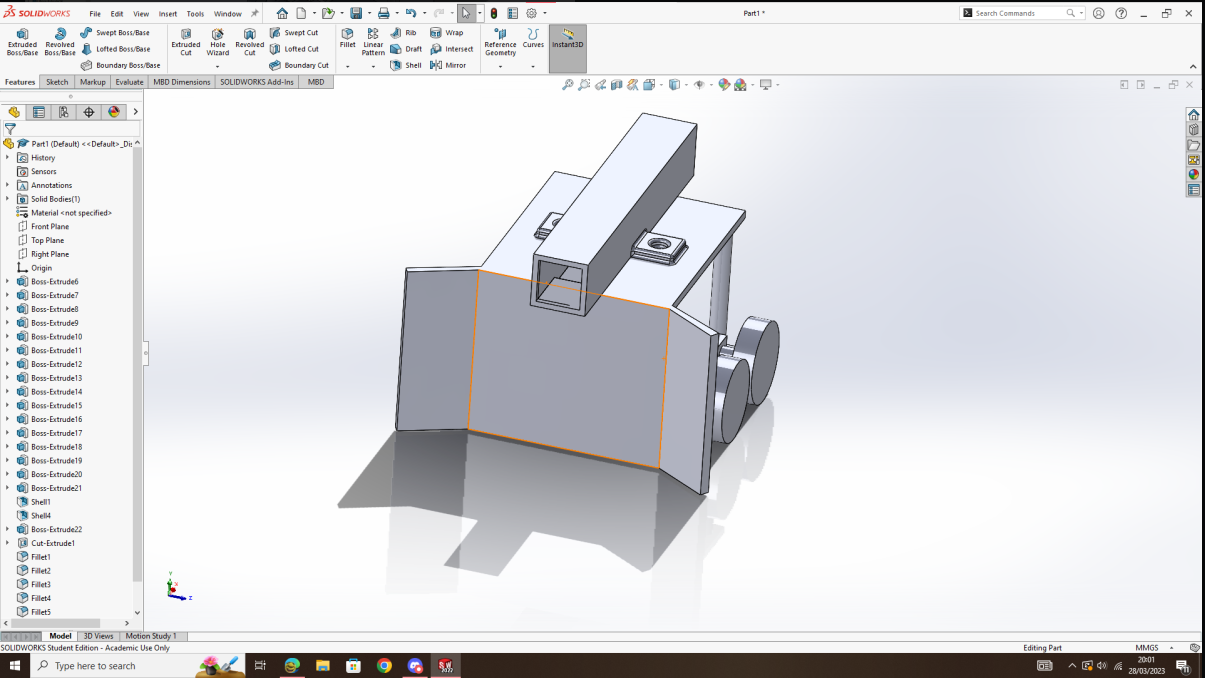 SOLIDWORKS File Edit View Insert Tools Window Part1 * Search Commands
Extruded Boss/Base Revolved Boss/Base Swept Boss/Base Lofted Boss/Base Boundary Boss/Base Extruded Cut Hole Wizard Revolved Cut Swept Cut Lofted Cut Boundary Cut Fillet Linear Pattern Rib Draft Shell Wrap Intersect Mirror Reference Geometry Curves Instant3D
Features Sketch Markup Evaluate MBD Dimensions SOLIDWORKS Add-Ins MBD
Part1 (Default) <<Default>_Dis
History
Sensors
Annotations
Solid Bodies(1)
Material <not specified>
Front Plane
Top Plane
Right Plane
Origin
Boss-Extrude6
Boss-Extrude7
Boss-Extrude8
Boss-Extrude9
Boss-Extrude10
Boss-Extrude11
Boss-Extrude12
Boss-Extrude13
Boss-Extrude14
Boss-Extrude15
Boss-Extrude16
Boss-Extrude17
Boss-Extrude18
Boss-Extrude19
Boss-Extrude20
Boss-Extrude21
Shell1
Shell4
Boss-Extrude22
Cut-Extrude1
Fillet1
Fillet2
Fillet3
Fillet4
Fillet5
Y
X
Z
Model 3D Views Motion Study 1
SOLIDWORKS Student Edition - Academic Use Only Editing Part MMGS
Type here to search
SW 2022
20:01
28/03/2023
11